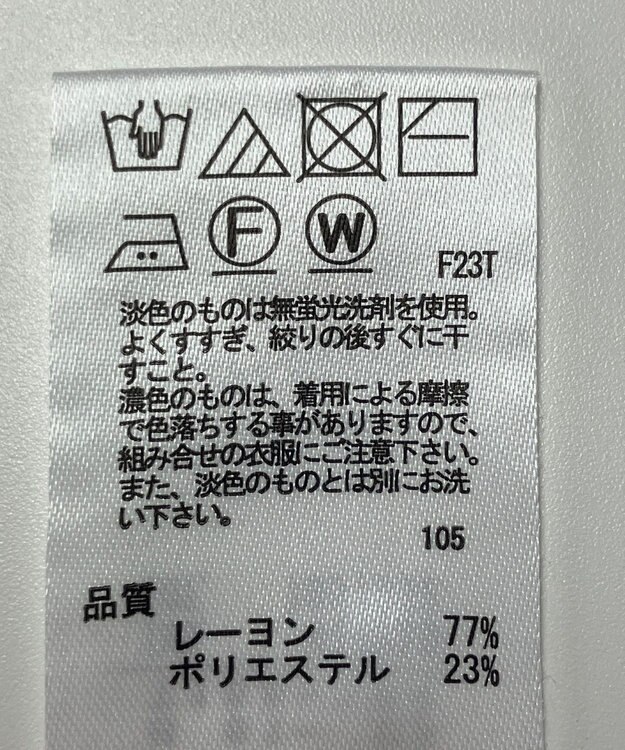 F W F23T
淡色のものは無蛍光洗剤を使用。
よくすすぎ、絞りの後すぐに干
すこと。
濃色のものは、着用による摩擦
で色落ちする事がありますので、
組み合せの衣服にご注意下さい。
また、淡色のものとは別にお洗
い下さい。
105
品質
レーヨン 77%
ポリエステル 23%